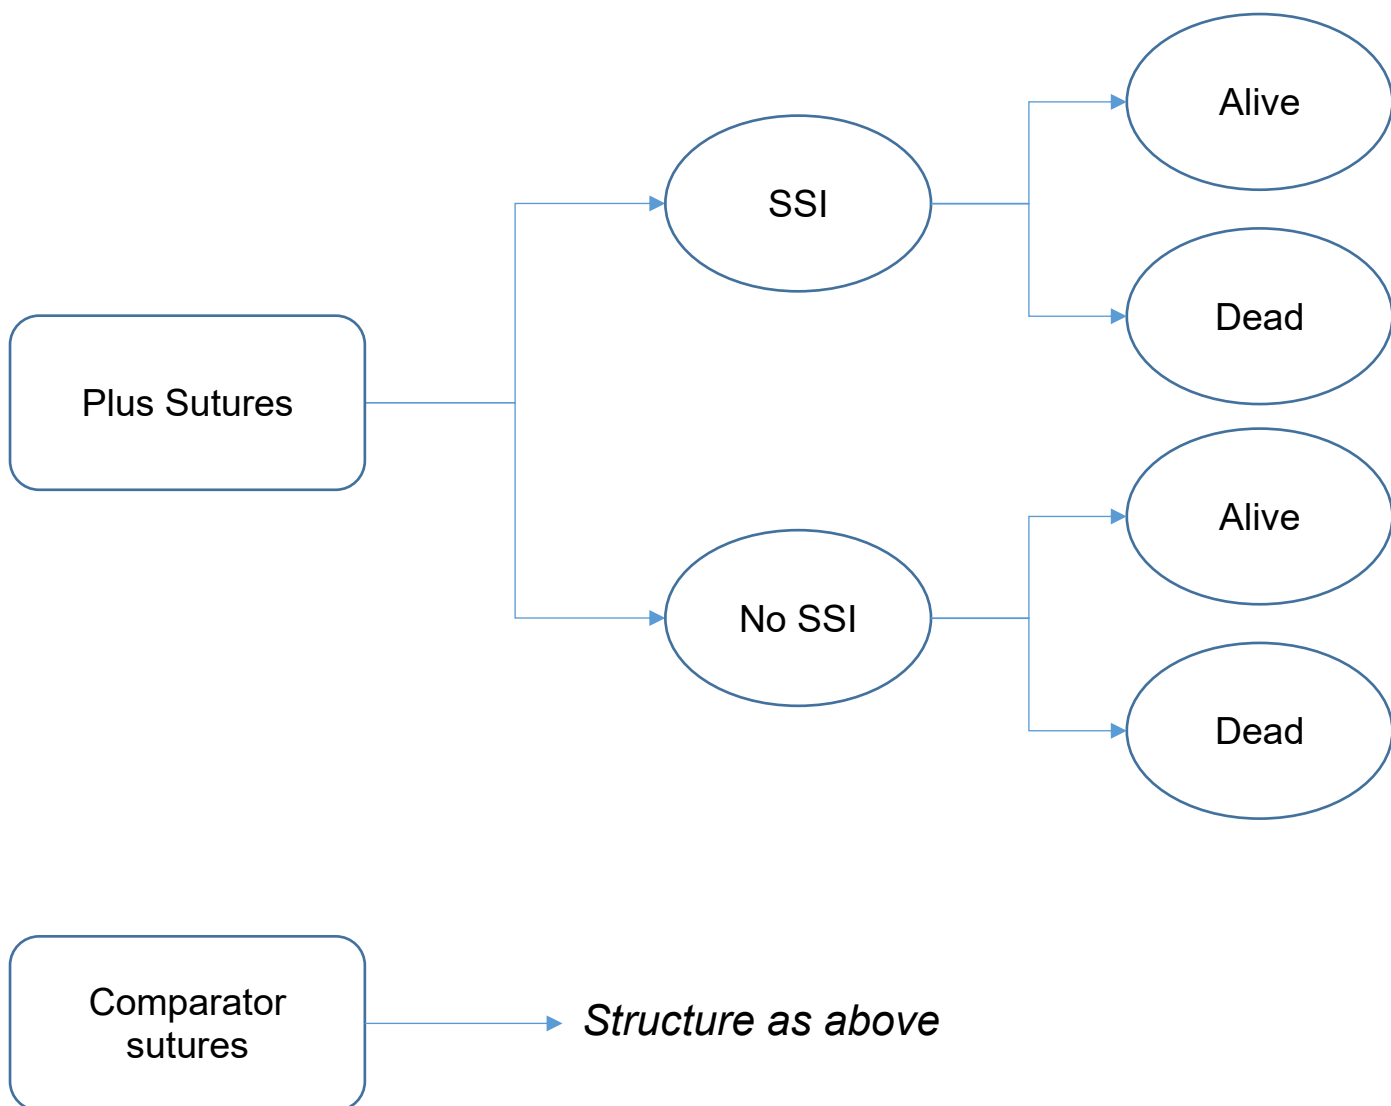 Alive
SSI
Dead
Plus Sutures
Alive
No SSI
Dead
Comparator
sutures
Structure as above